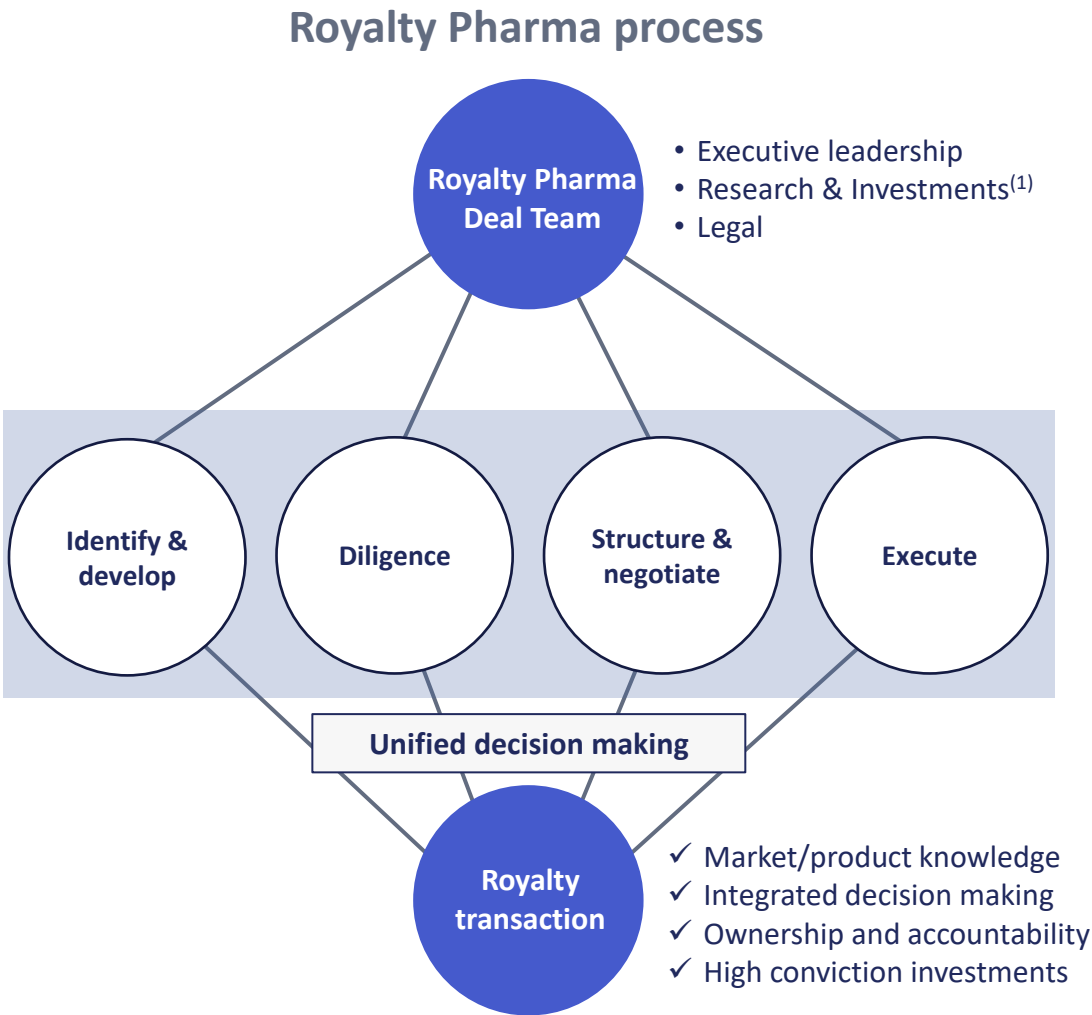 Royalty Pharma process
Royalty Pharma
Deal Team
• Executive leadership
• Research & Investments(1)
• Legal
Identify &
develop
Diligence
Structure &
negotiate
Execute
Unified decision making
Royalty
transaction
✓ Market/product knowledge
✓ Integrated decision making
✓ Ownership and accountability
✓ High conviction investments